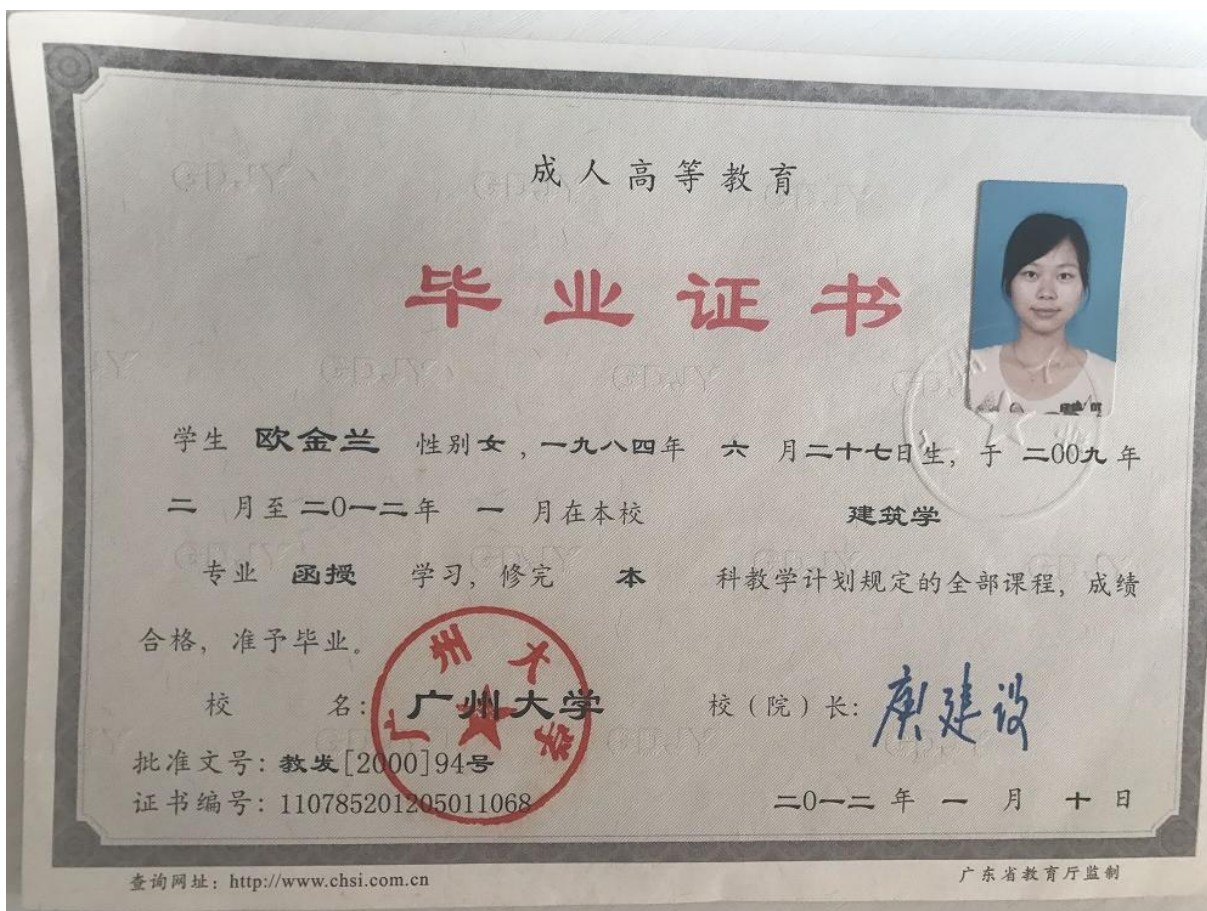 成人高等教育
毕业证书
学生 欧金兰 性别女，一九八四年 六 月二十七日生，于 二00九年
二 月至二0一二年 一 月在本校 建筑学
专业 函授 学习，修完 本 科教学计划规定的全部课程，成绩
合格，准予毕业。
校 名：广州大学 校（院）长：庾建设
批准文号：教发[2000]94号
证书编号：110785201205011068 二0一二 年 一 月 十 日
广州大学
查询网址：http://www.chsi.com.cn 广东省教育厅监制